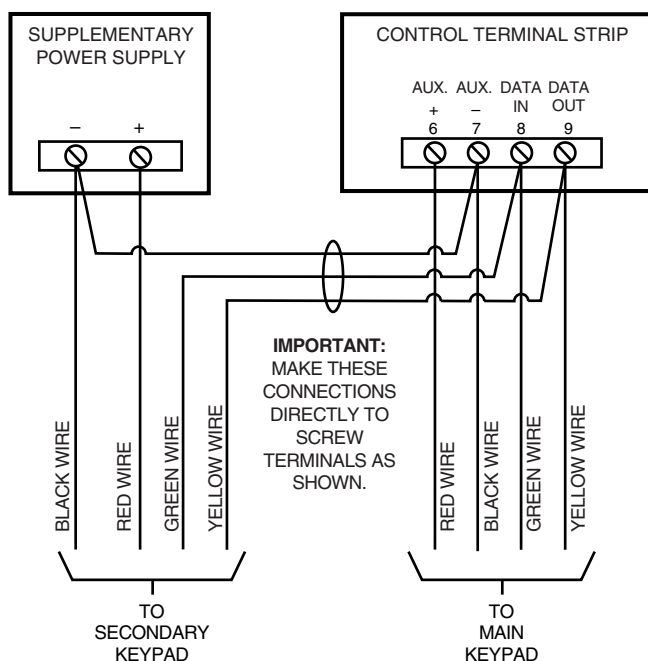 SUPPLEMENTARY
POWER SUPPLY
– +
CONTROL TERMINAL STRIP
AUX. AUX. DATA DATA
+ – IN OUT
6 7 8 9
IMPORTANT:
MAKE THESE
CONNECTIONS
DIRECTLY TO
SCREW
TERMINALS AS
SHOWN.
BLACK WIRE
RED WIRE
GREEN WIRE
YELLOW WIRE
RED WIRE
BLACK WIRE
GREEN WIRE
YELLOW WIRE
TO
SECONDARY
KEYPAD
TO
MAIN
KEYPAD